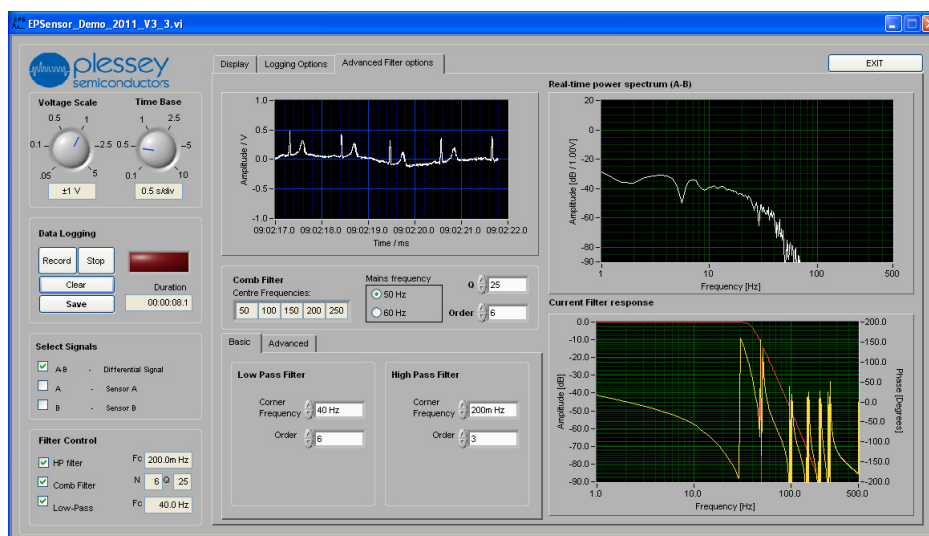 EPSensor_Demo_2011_V3_3.vi
plessey
semiconductors
Display Logging Options Advanced Filter options
EXIT
Voltage Scale Time Base
0.5 1 1 2.5
0.1 2.5 0.5 5
.05 5 0.1 10
±1 V 0.5 s/div
Data Logging
Record Stop
Clear Duration
Save 00:00:08.1
Select Signals
A-B - Differential Signal
A - Sensor A
B - Sensor B
Filter Control
HP filter Fc 200.0m Hz
Comb Filter N 6 Q 25
Low-Pass Fc 40.0 Hz
Amplitude / V
1.0
0.5
0.0
-0.5
-1.0
09:02:17.0 09:02:18.0 09:02:19.0 09:02:20.0 09:02:21.0 09:02:22.0
Time / ms
Comb Filter Mains frequency Q 25
Centre Frequencies: 50 Hz
50 100 150 200 250 60 Hz Order 6
Basic Advanced
Low Pass Filter
Corner
Frequency 40 Hz
Order 6
High Pass Filter
Corner
Frequency 200m Hz
Order 3
Real-time power spectrum (A-B)
Amplitude [dB / 1.00V]
20
0
-20
-40
-60
-80
-90
1 10 100 500
Frequency [Hz]
Current Filter response
Amplitude [dB]
0.0 200.0
-10.0 150.0
-20.0 100.0
-30.0 50.0
-40.0 0.0
-50.0 -50.0
-60.0 -100.0
-70.0 -150.0
-80.0 -200.0
-90.0
Phase [Degrees]
1.0 10.0 100.0 500.0
Frequency [Hz]